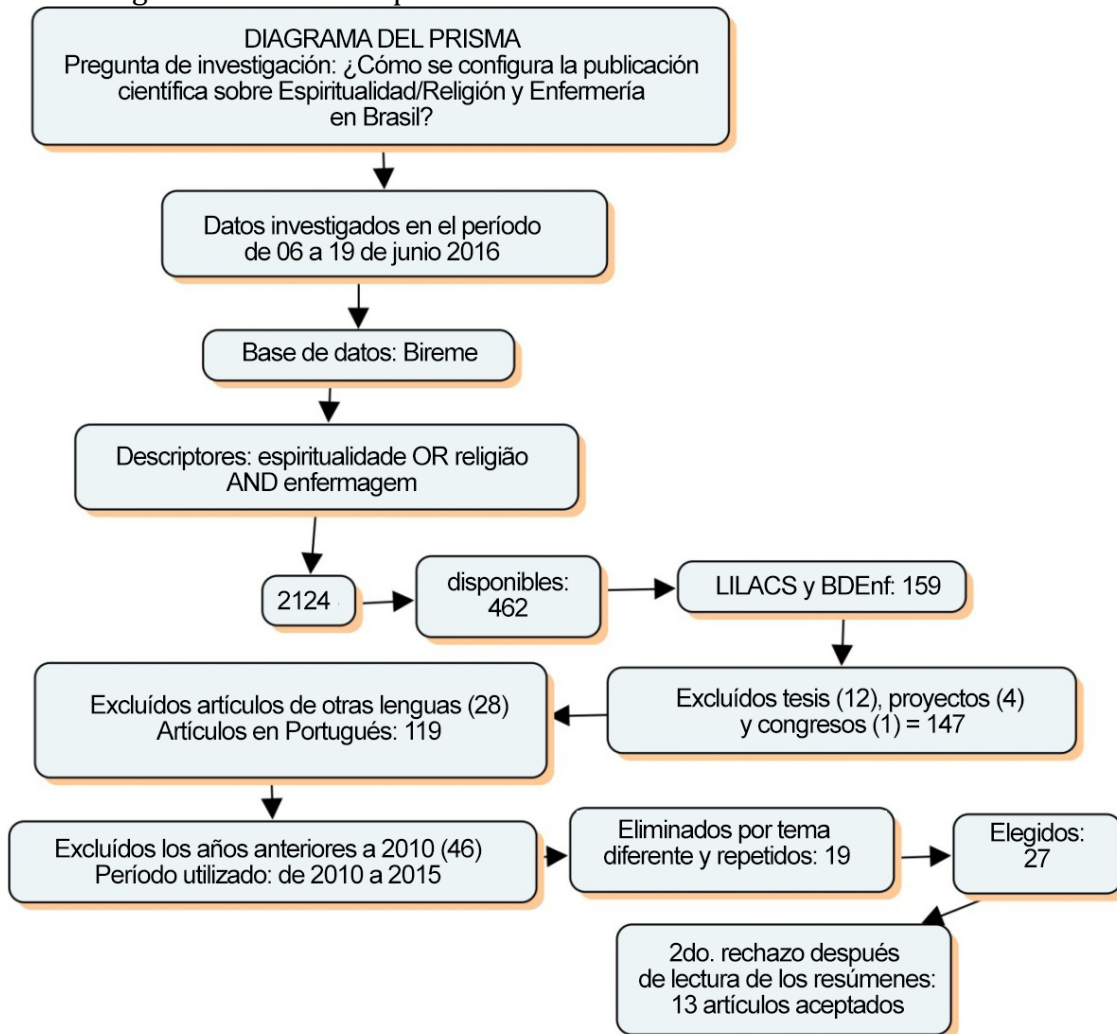 DIAGRAMA DEL PRISMA
Pregunta de investigación: ¿Cómo se configura la publicación
científica sobre Espiritualidad/Religión y Enfermería
en Brasil?
Datos investigados en el período
de 06 a 19 de junio 2016
Base de datos: Bireme
Descriptores: espiritualidade OR religião
AND enfermagem
2124
disponibles:
462
LILACS y BDEnf: 159
Excluídos tesis (12), proyectos (4)
y congresos (1) = 147
Excluídos artículos de otras lenguas (28)
Artículos en Portugués: 119
Excluídos los años anteriores a 2010 (46)
Período utilizado: de 2010 a 2015
Eliminados por tema
diferente y repetidos: 19
Elegidos:
27
2do. rechazo después
de lectura de los resúmenes:
13 artículos aceptados